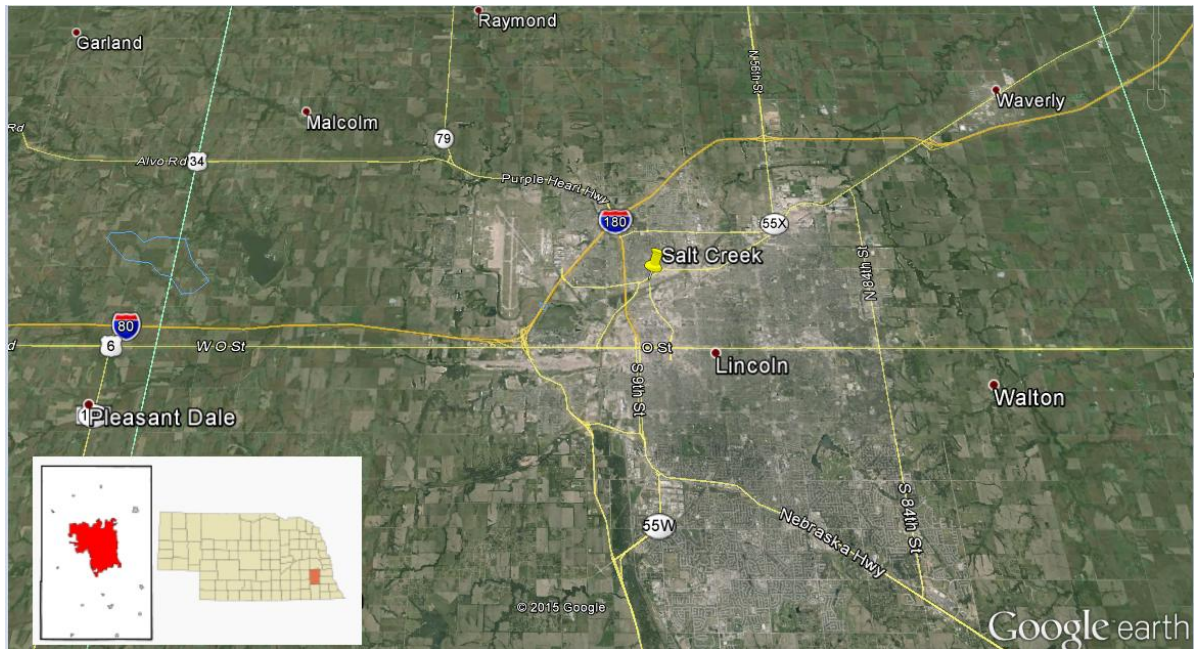 Raymond
Garland
N 56th St
Waverly
Malcolm
79
Rd
Alvo Rd 34
Purple Heart Hwy
180
55X
Salt Creek
N 84th St
80
6
d
W O St
O St
Lincoln
S 9th St
Walton
Pleasant Dale
S 84th St
55W
Nebraska Hwy
© 2015 Google
Google earth